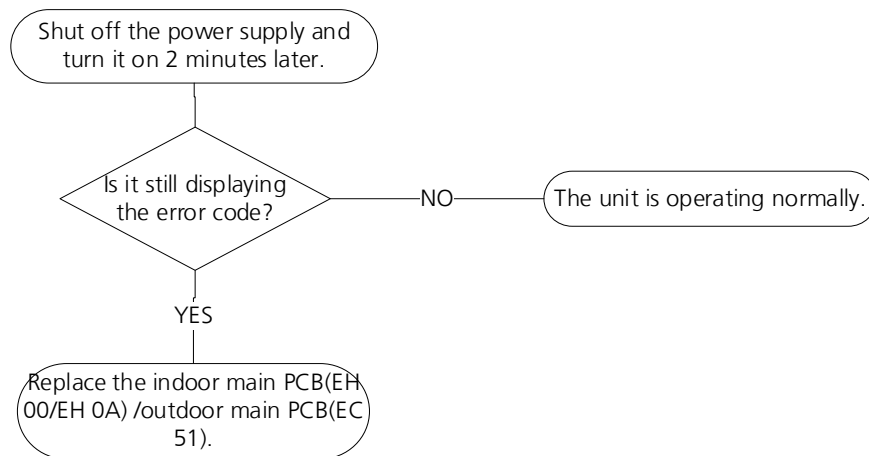 Shut off the power supply and
turn it on 2 minutes later.
Is it still displaying
the error code?
NO
The unit is operating normally.
YES
Replace the indoor main PCB(EH
00/EH 0A) /outdoor main PCB(EC
51).